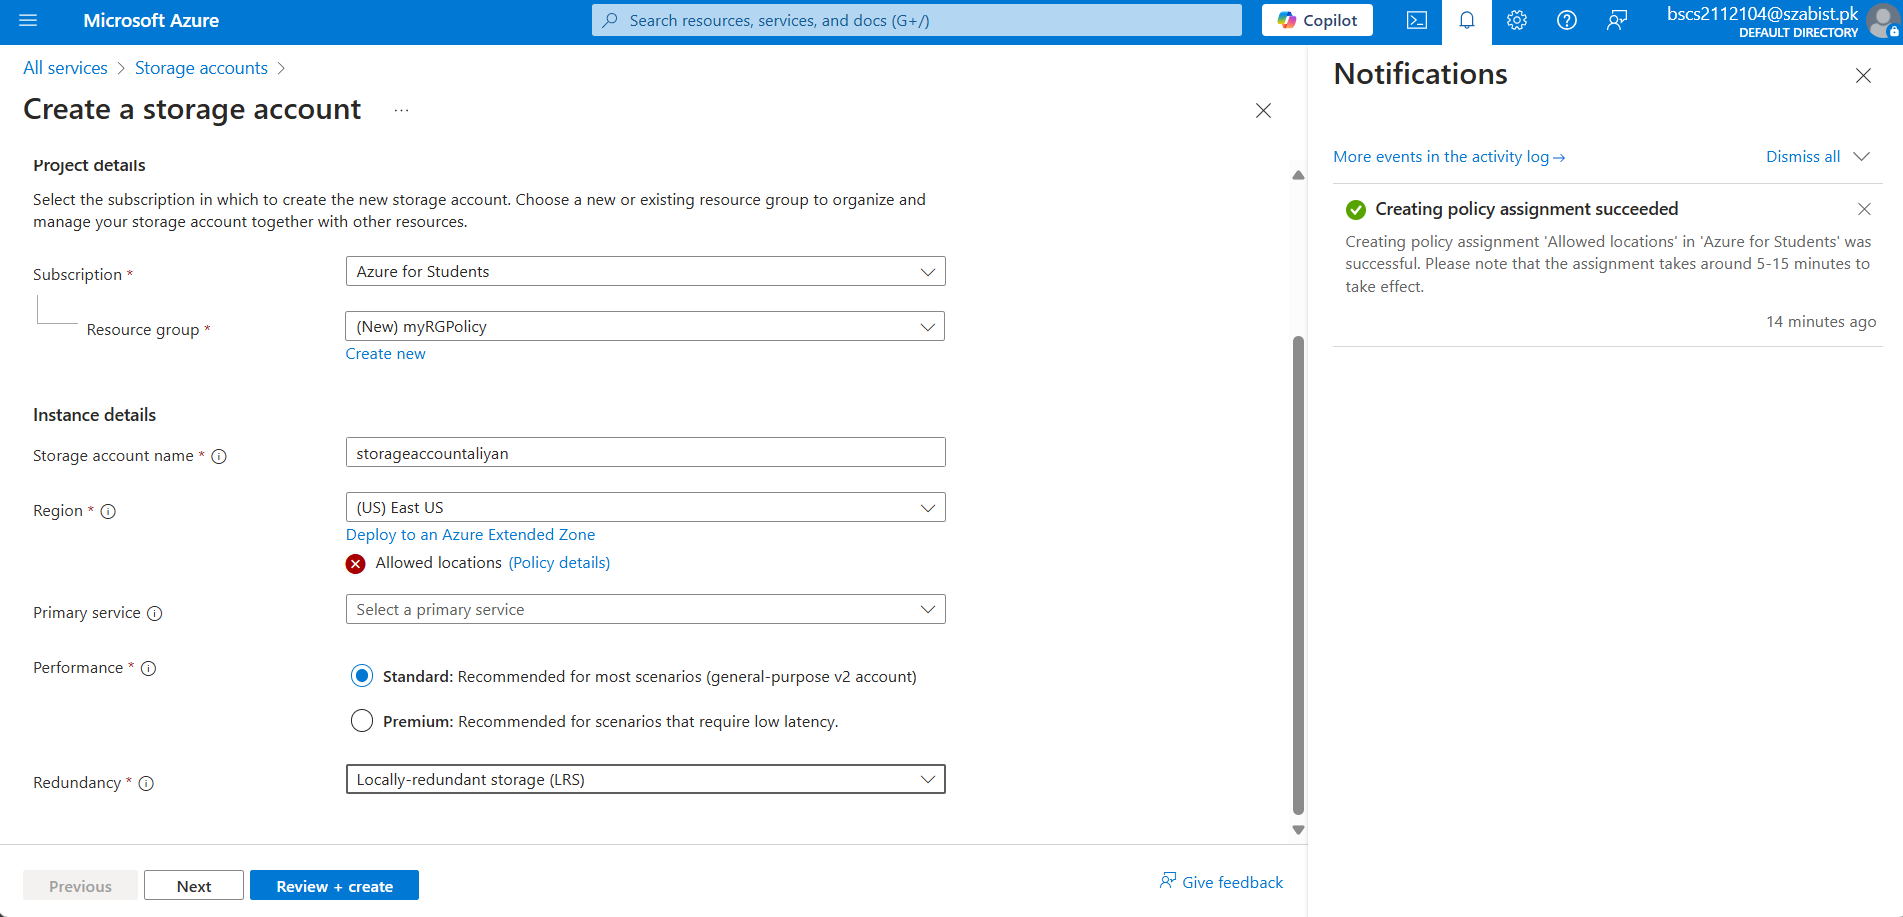 Microsoft Azure
Search resources, services, and docs (G+/)
Copilot
bscs2112104@szabist.pk
DEFAULT DIRECTORY
All services > Storage accounts >
Create a storage account ...
Project details
Select the subscription in which to create the new storage account. Choose a new or existing resource group to organize and
manage your storage account together with other resources.
Subscription *
Azure for Students
Resource group *
(New) myRGPolicy
Create new
Instance details
Storage account name *
storageaccountaliyan
Region *
(US) East US
Deploy to an Azure Extended Zone
Allowed locations (Policy details)
Primary service
Select a primary service
Performance *
Standard: Recommended for most scenarios (general-purpose v2 account)
Premium: Recommended for scenarios that require low latency.
Redundancy *
Locally-redundant storage (LRS)
Previous
Next
Review + create
Give feedback
Notifications
More events in the activity log →
Dismiss all
Creating policy assignment succeeded
Creating policy assignment 'Allowed locations' in 'Azure for Students' was
successful. Please note that the assignment takes around 5-15 minutes to
take effect.
14 minutes ago